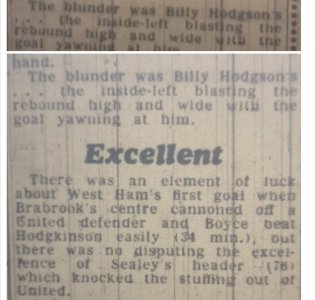 The blunder was Billy Hodgson's
... the inside-left blasting the
rebound high and wide with the
goal yawning at him.
hand.
The blunder was Billy Hodgson's
... the inside-left blasting the
rebound high and wide with the
goal yawning at him.
Excellent
There was an element of luck
about West Ham's first goal when
Brabrook's centre cannoned off a
United defender and Boyce beat
Hodgkinson easily (34 min.), but
there was no disputing the excel-
lence of Sealey's header (76)
which knocked the stuffing out of
United.